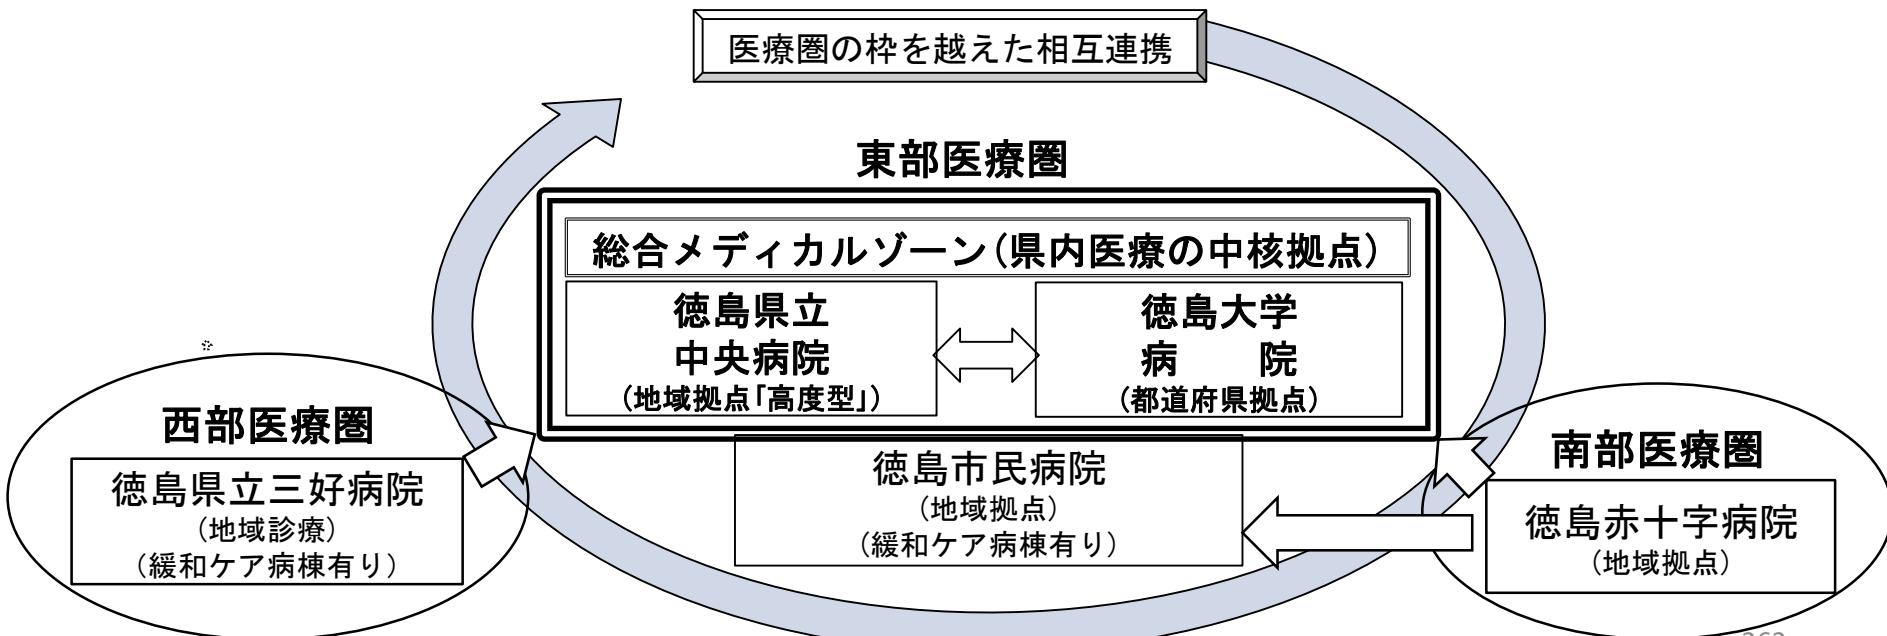 医療圏の枠を越えた相互連携
東部医療圏
総合メディカルゾーン(県内医療の中核拠点)
徳島県立
中央病院
(地域拠点「高度型」)
徳島大学
病　　院
(都道府県拠点)
西部医療圏
徳島県立三好病院
(地域診療)
(緩和ケア病棟有り)
徳島市民病院
(地域拠点)
(緩和ケア病棟有り)
南部医療圏
徳島赤十字病院
(地域拠点)